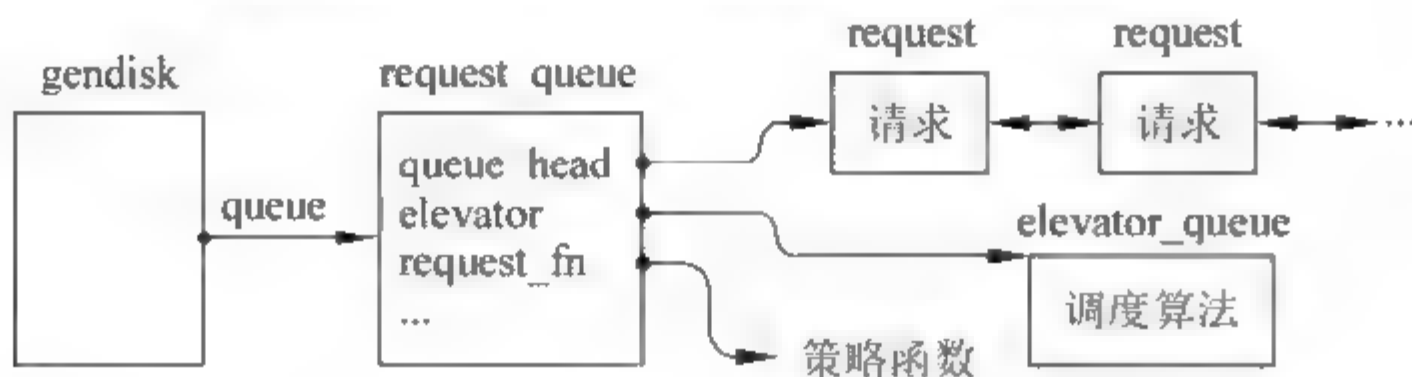 gendisk
queue
request queue
queue head
elevator
request_fn
...
request
请求
request
请求
...
elevator_queue
调度算法
策略函数